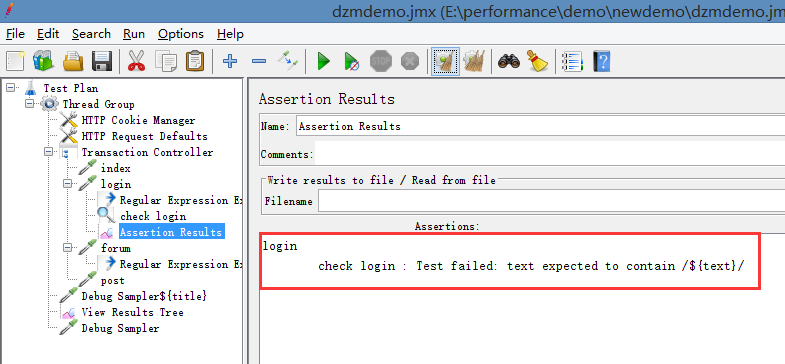 dzmdemo.jmx (E:\performance\demo\newdemo\dzmdemo.jm
File Edit Search Run Options Help
Test Plan
Thread Group
HTTP Cookie Manager
HTTP Request Defaults
Transaction Controller
index
login
Regular Expression Ex
check login
Assertion Results
forum
Regular Expression Ex
post
Debug Sampler${title}
View Results Tree
Debug Sampler
Assertion Results
Name: Assertion Results
Comments:
Write results to file / Read from file
Filename
Assertions:
login
check login : Test failed: text expected to contain /${text}/